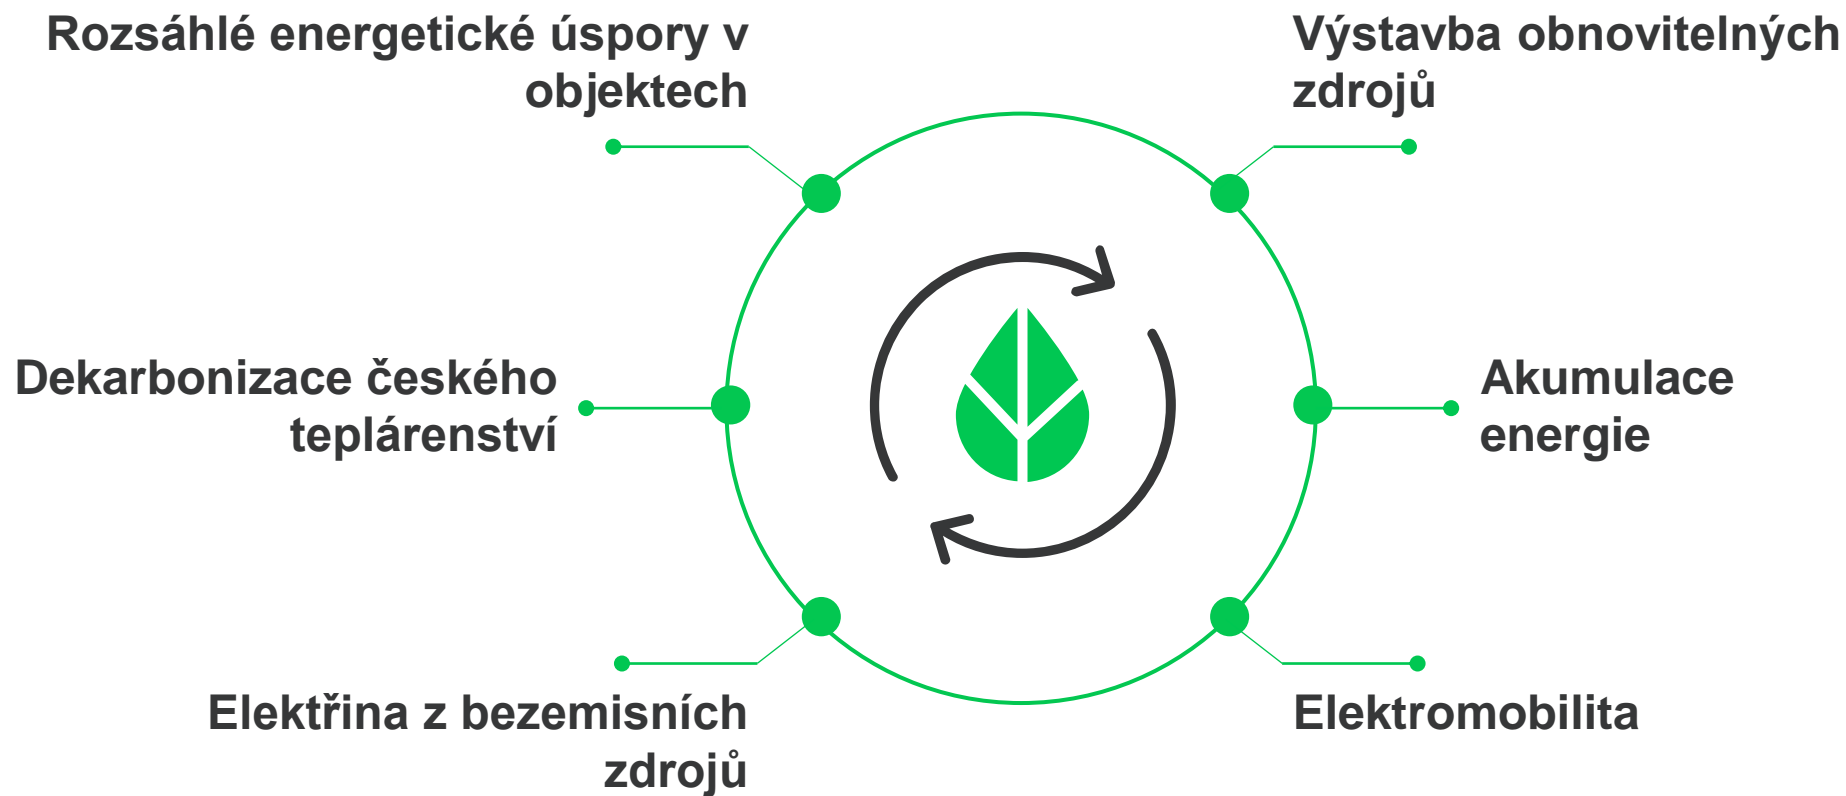 Rozsáhlé energetické úspory v
objektech
Výstavba obnovitelných
zdrojů
Dekarbonizace českého
teplárenství
Akumulace
energie
Elektřina z bezemisních
zdrojů
Elektromobilita